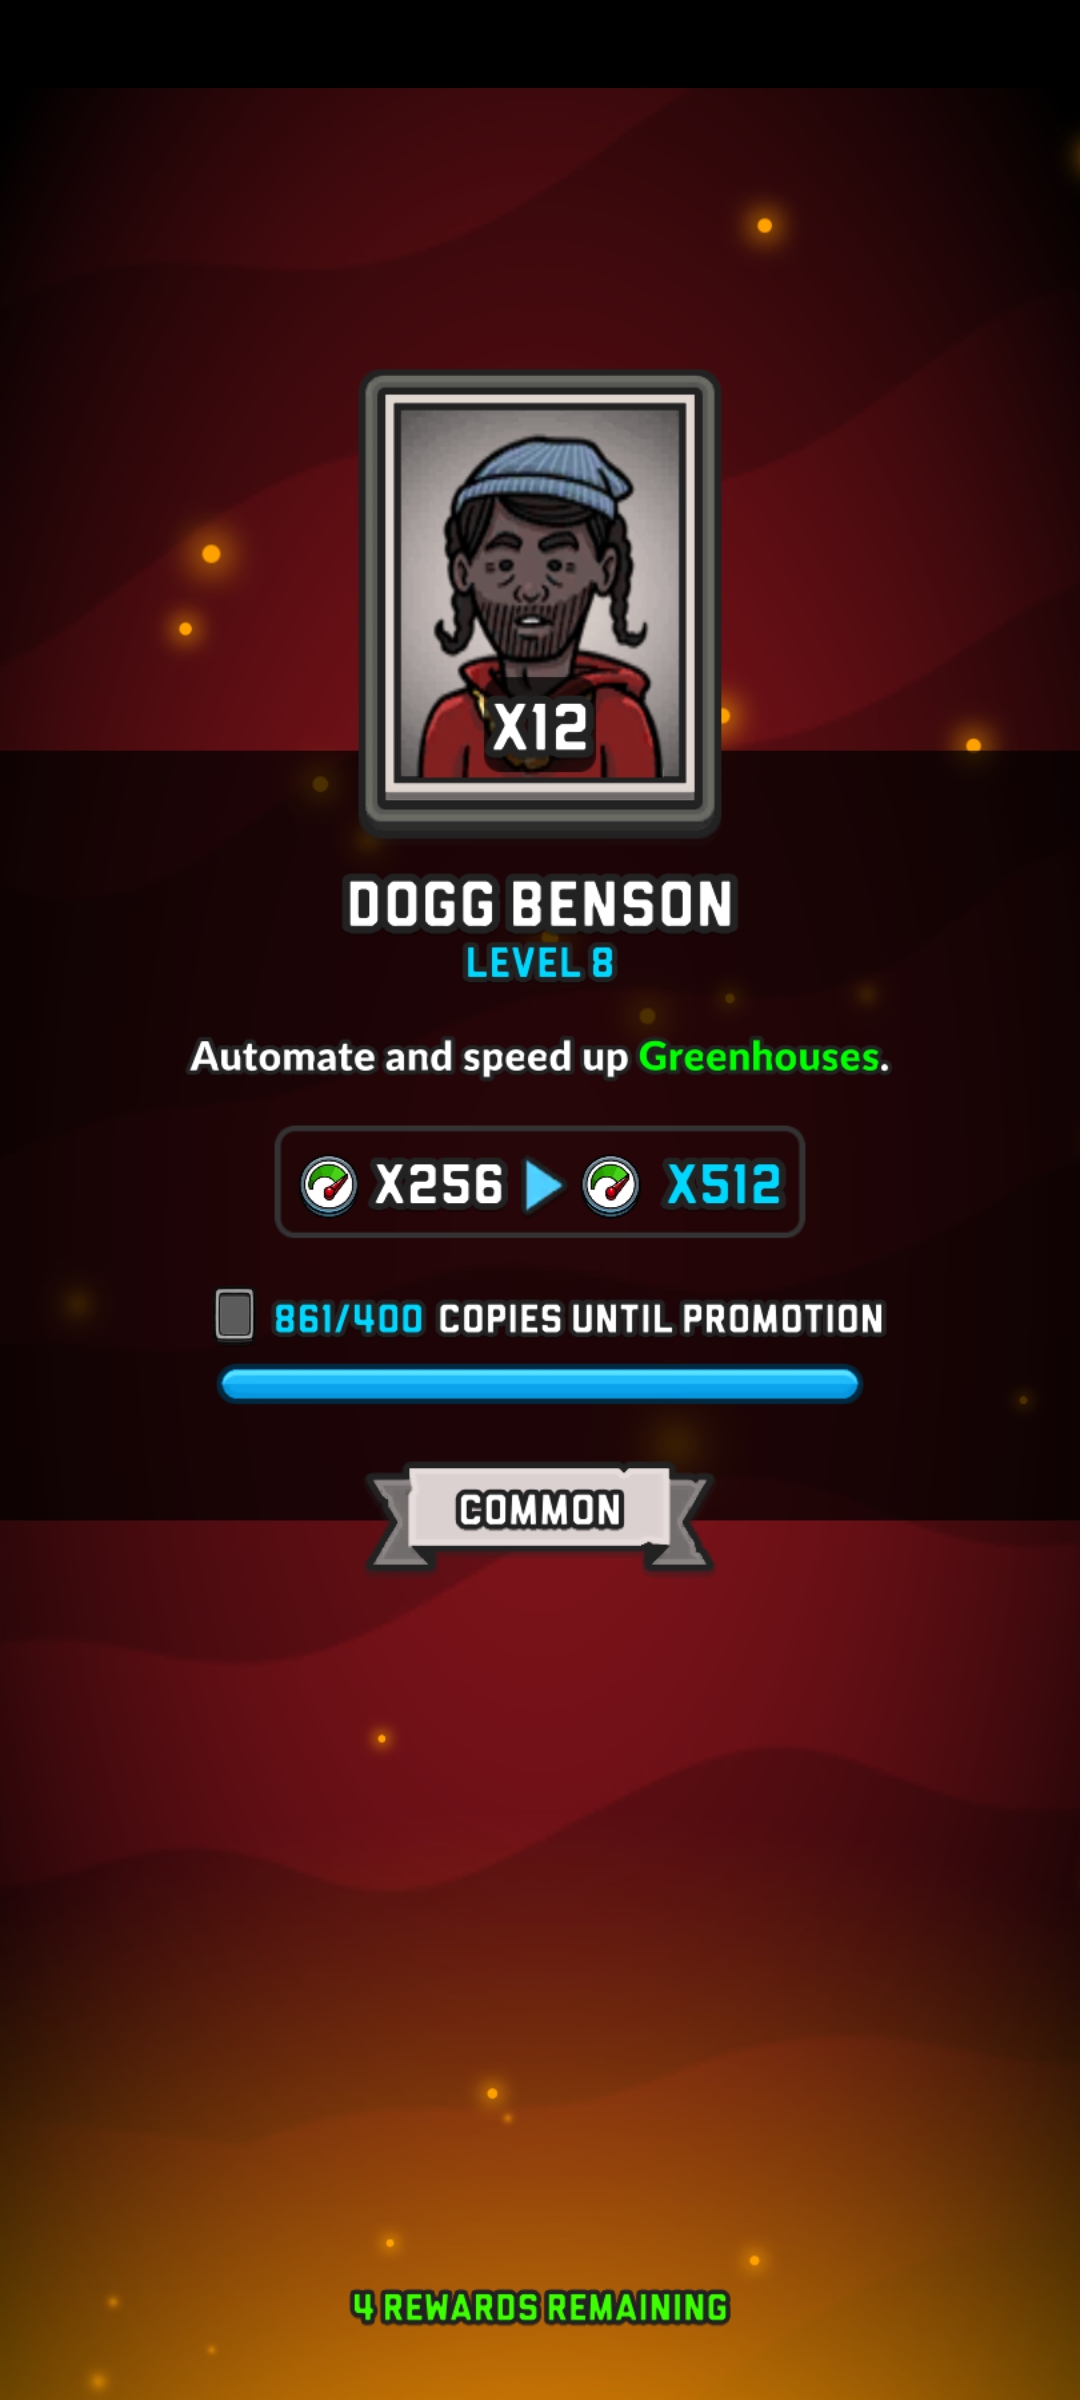 X12
DOGG BENSON
LEVEL 8
Automate and speed up Greenhouses.
X256 X512
861/400 COPIES UNTIL PROMOTION
COMMON
4 REWARDS REMAINING